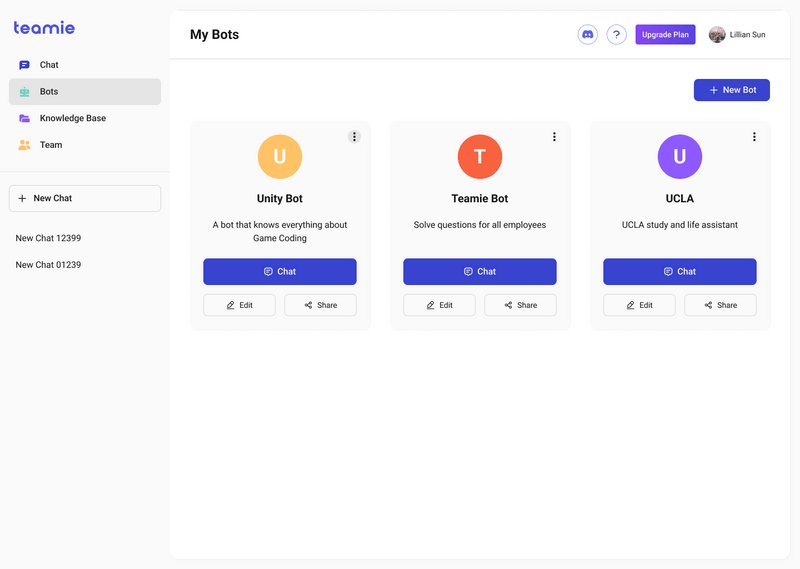 teamie
Chat
Bots
Knowledge Base
Team
+ New Chat
New Chat 12399
New Chat 01239
My Bots
?
Upgrade Plan
Lillian Sun
+ New Bot
U
Unity Bot
A bot that knows everything about
Game Coding
Chat
Edit
Share
T
Teamie Bot
Solve questions for all employees
Chat
Edit
Share
U
UCLA
UCLA study and life assistant
Chat
Edit
Share